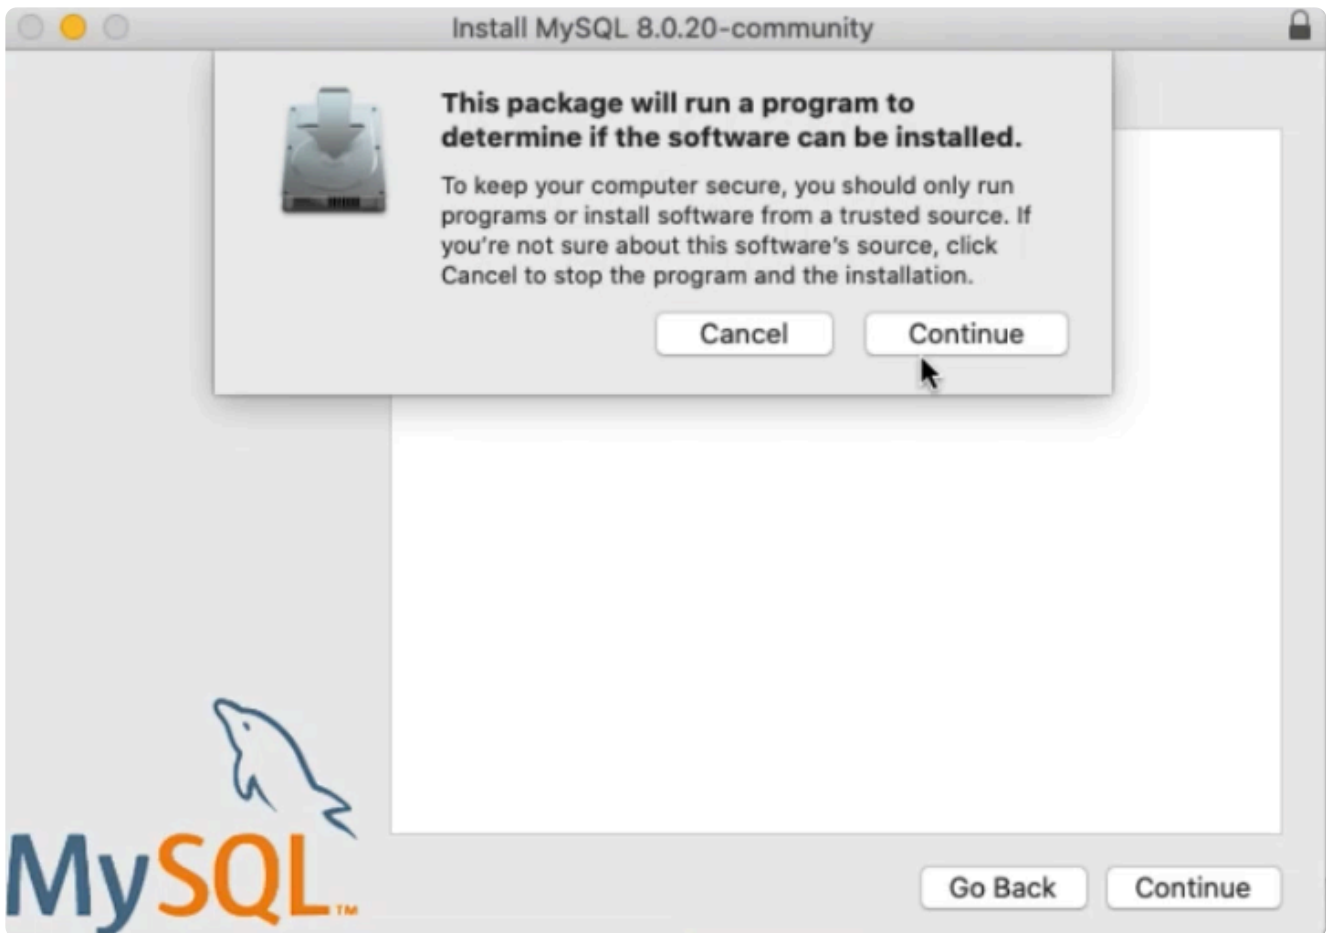 Install MySQL 8.0.20-community
This package will run a program to
determine if the software can be installed.
To keep your computer secure, you should only run
programs or install software from a trusted source. If
you're not sure about this software's source, click
Cancel to stop the program and the installation.
Cancel
Continue
MySQL™
Go Back
Continue